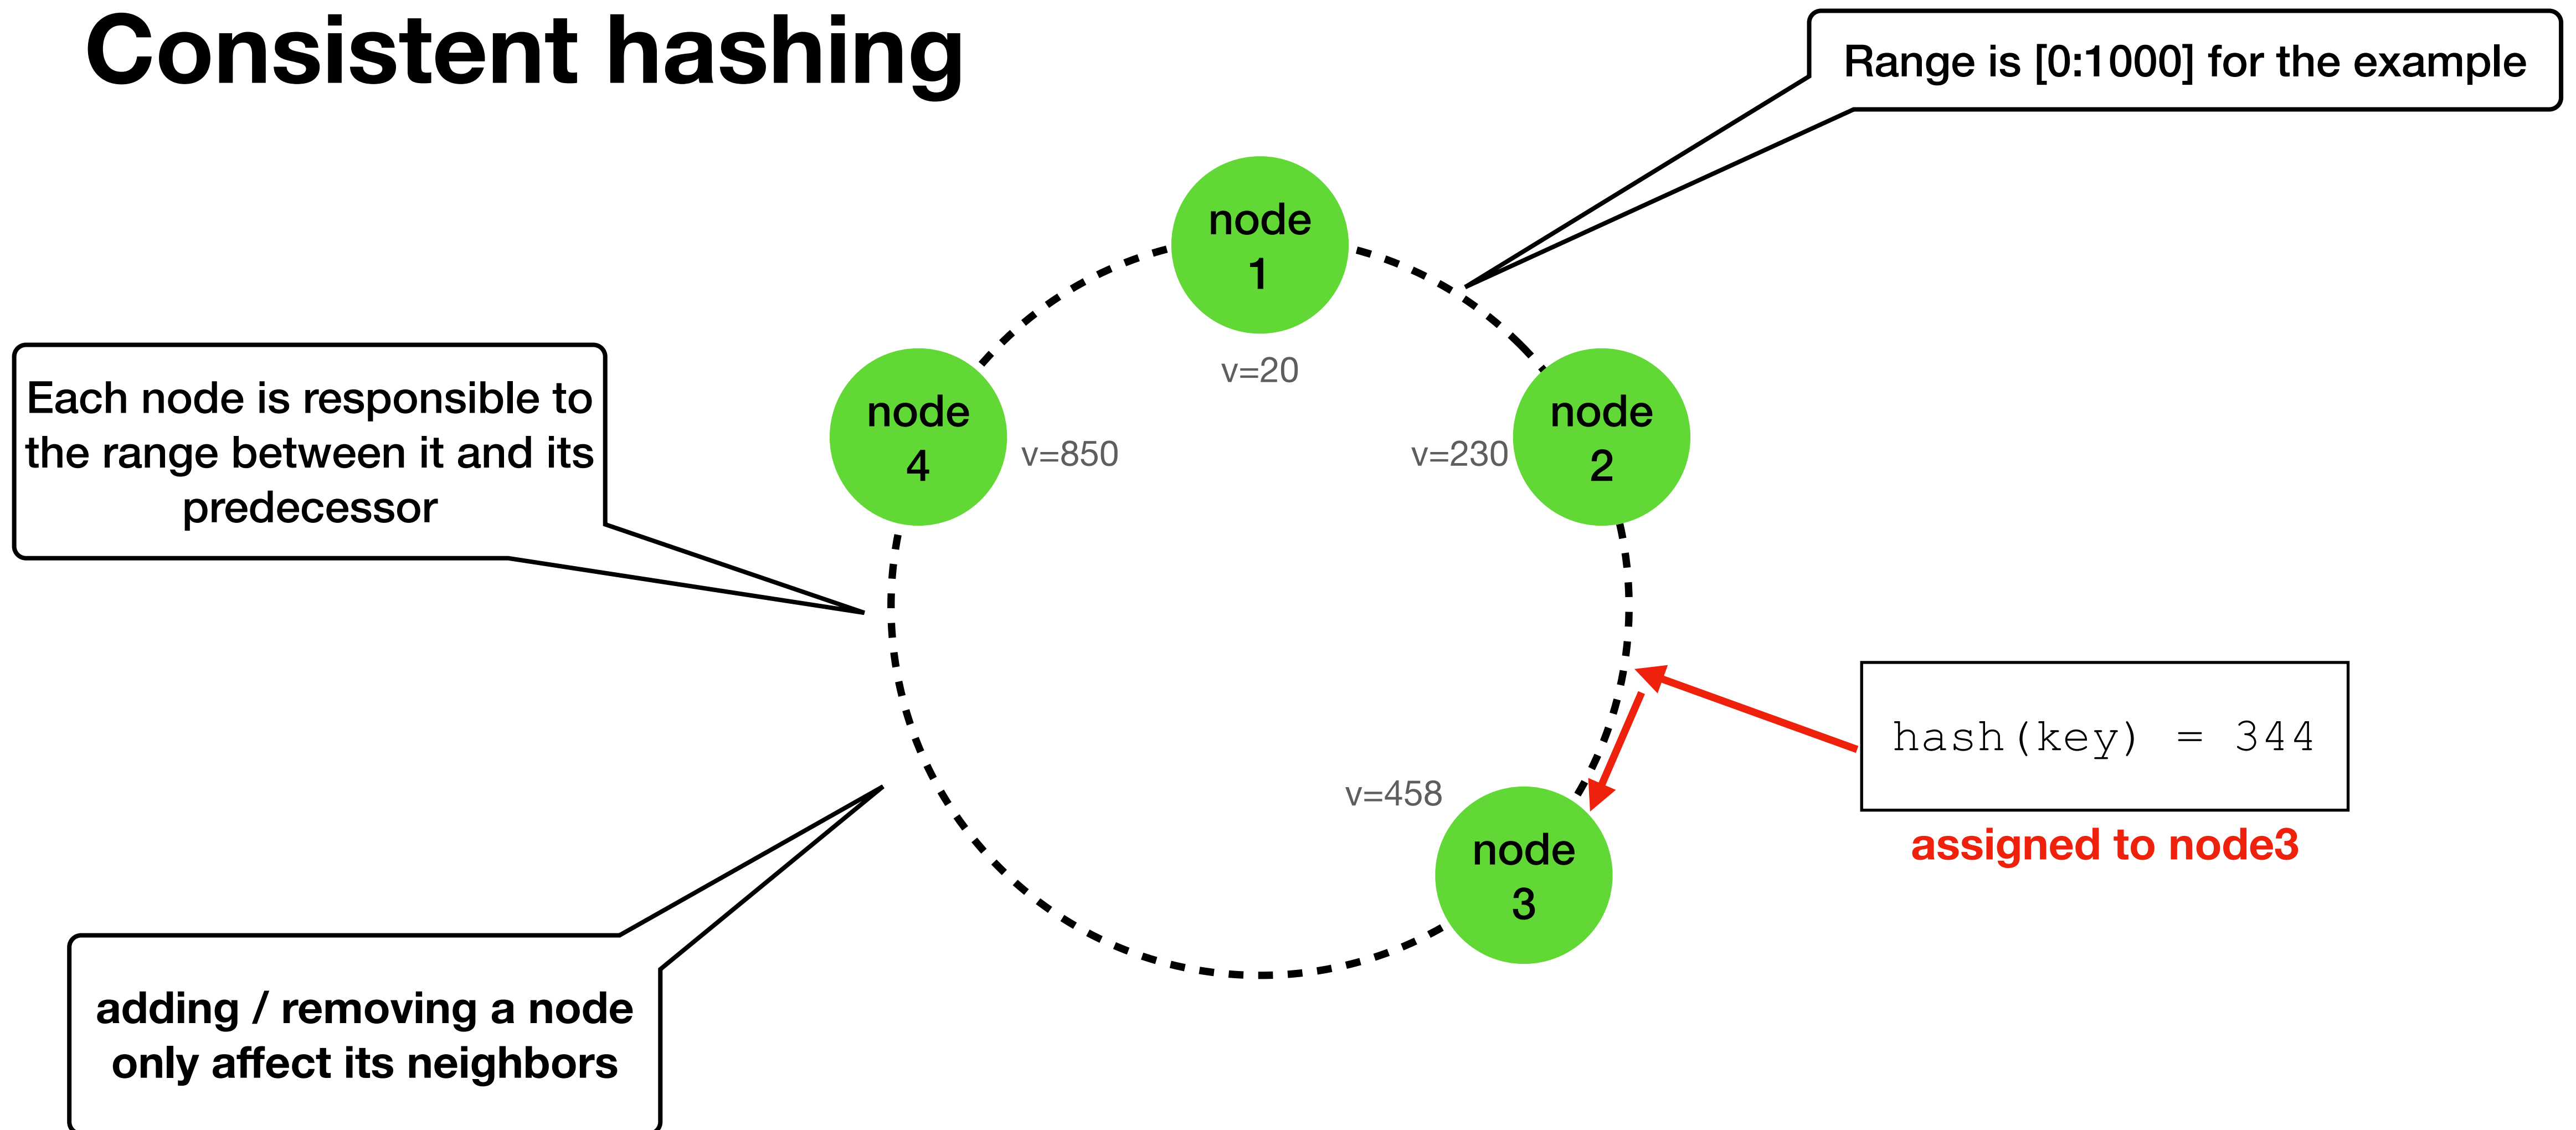 Consistent hashing
Range is [0:1000] for the example
node
1
v=20
Each node is responsible to
the range between it and its
predecessor
node
4
v=850
v=230
node
2
hash(key) = 344
assigned to node3
v=458
node
3
adding / removing a node
only affect its neighbors